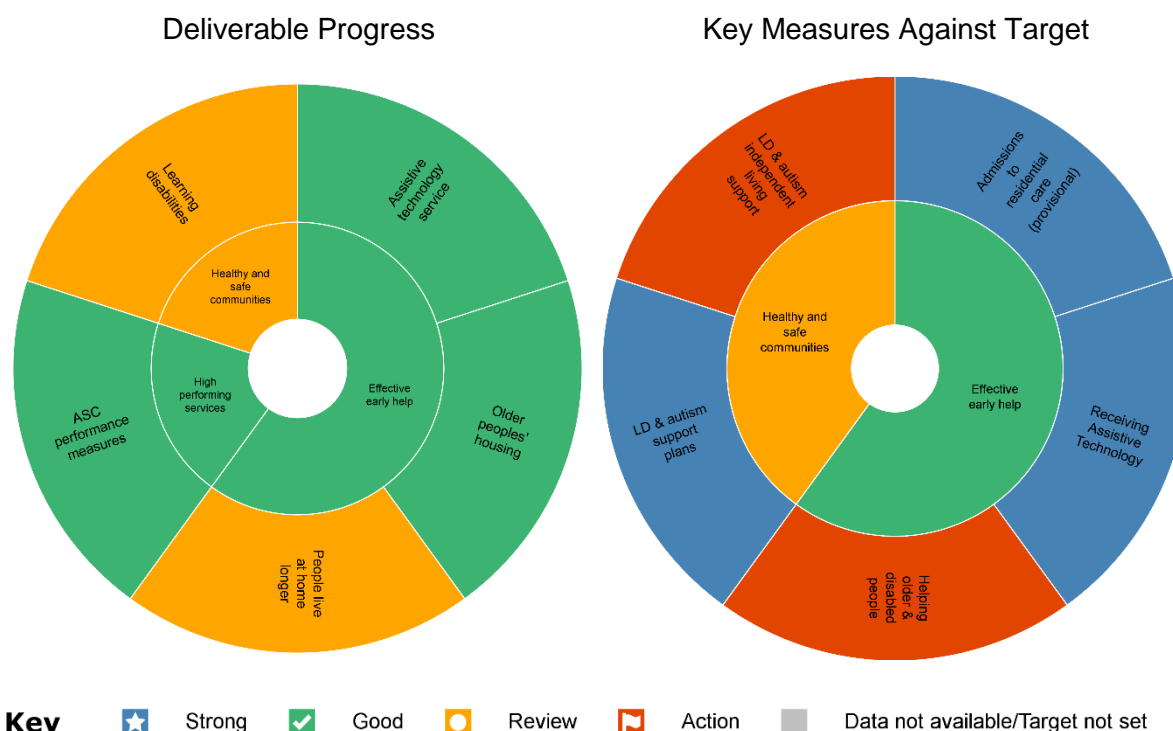 Deliverable Progress
Key Measures Against Target
Learning
disabilities
Assistive
technology
service
Healthy and
safe
communities
High
performing
services
Effective
early help
ASC
performance
measures
Older
peoples'
housing
People live
at home
longer
LD & autism
independent
living
support
Admissions
to
residential
care
(provisional)
Healthy and
safe
communities
Effective
early help
LD & autism
support
plans
Receiving
Assistive
Technology
Helping
older &
disabled
people
Key Strong Good Review Action Data not available/Target not set